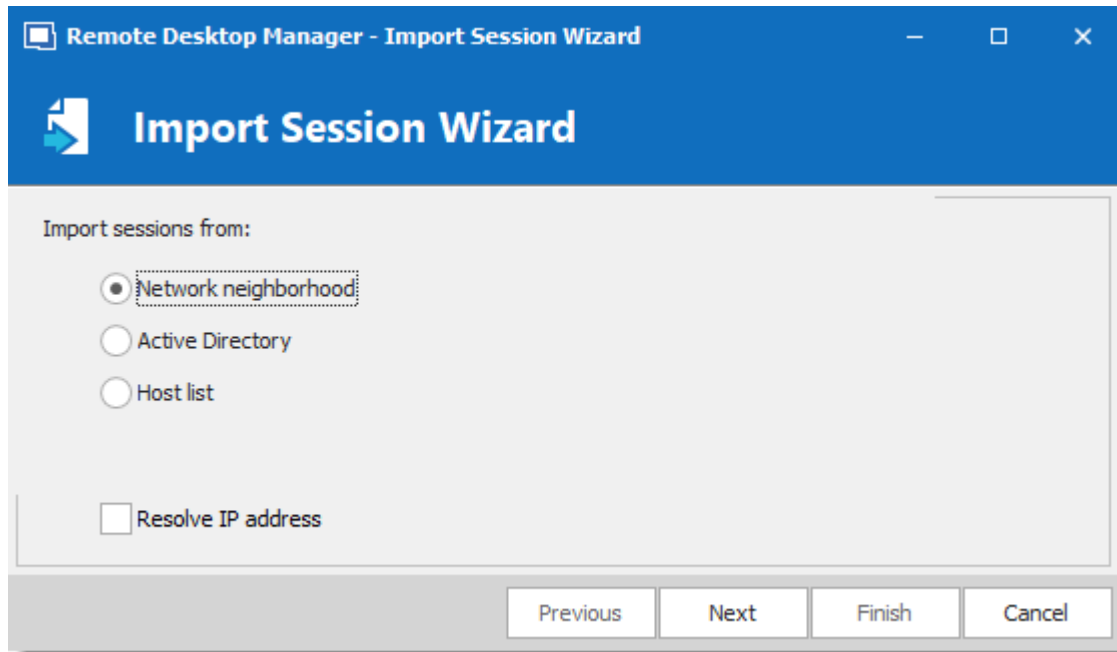 Remote Desktop Manager - Import Session Wizard
Import Session Wizard
Import sessions from:
Network neighborhood
Active Directory
Host list
Resolve IP address
Previous Next Finish Cancel